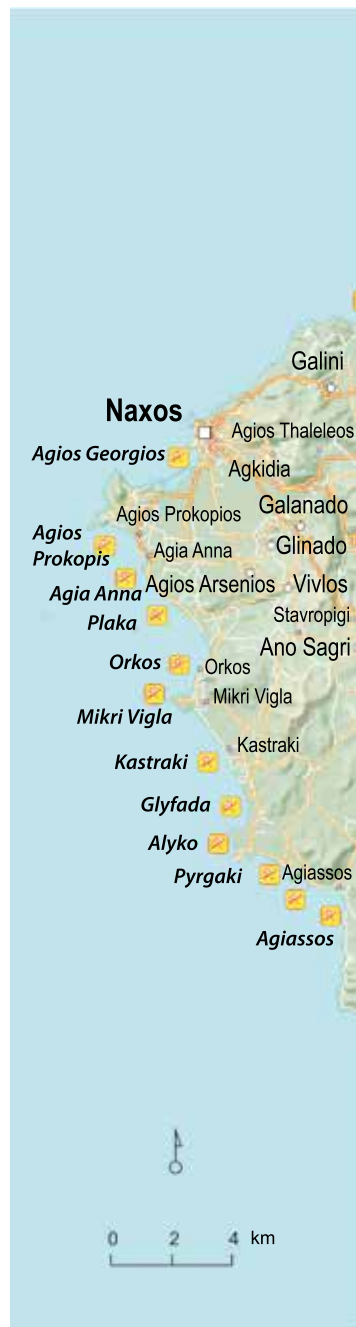 Galini
Naxos
Agios Thaleleos
Agios Georgios
Agkidia
Galanado
Agios Prokopios
Agios
Prokopis
Glinado
Agia Anna
Agia Anna
Agios Arsenios
Vivlos
Plaka
Stavropigi
Ano Sagri
Orkos
Orkos
Mikri Vigla
Mikri Vigla
Kastraki
Kastraki
Glyfada
Alyko
Pyrgaki
Agiassos
Agiassos
0 2 4 km